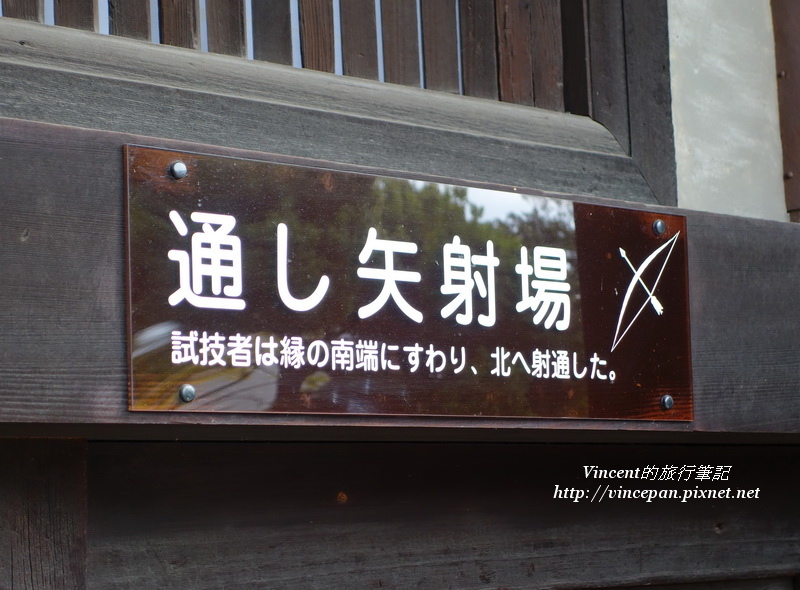 通し矢射場
試技者は縁の南端にすわり、北へ射通した。
Vincent的旅行筆記
http://vincepan.pixnet.net